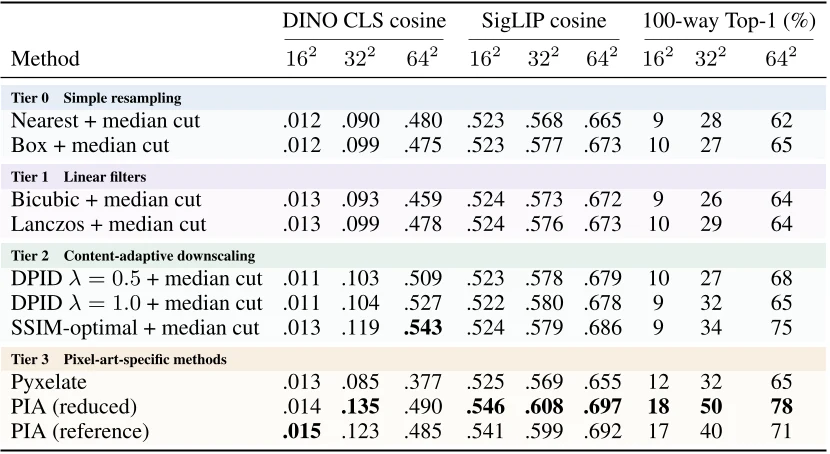 DINO CLS cosine SigLIP cosine 100-way Top-1 (%)
Method 16² 32² 64² 16² 32² 64² 16² 32² 64²
Tier 0 Simple resampling
Nearest + median cut .012 .090 .480 .523 .568 .665 9 28 62
Box + median cut .012 .099 .475 .523 .577 .673 10 27 65
Tier 1 Linear filters
Bicubic + median cut .013 .093 .459 .524 .573 .672 9 26 64
Lanczos + median cut .013 .099 .478 .524 .576 .673 10 29 64
Tier 2 Content-adaptive downscaling
DPID λ = 0.5 + median cut .011 .103 .509 .523 .578 .679 10 27 68
DPID λ = 1.0 + median cut .011 .104 .527 .522 .580 .678 9 32 65
SSIM-optimal + median cut .013 .119 .543 .524 .579 .686 9 34 75
Tier 3 Pixel-art-specific methods
Pyxelate .013 .085 .377 .525 .569 .655 12 32 65
PIA (reduced) .014 .135 .490 .546 .608 .697 18 50 78
PIA (reference) .015 .123 .485 .541 .599 .692 17 40 71